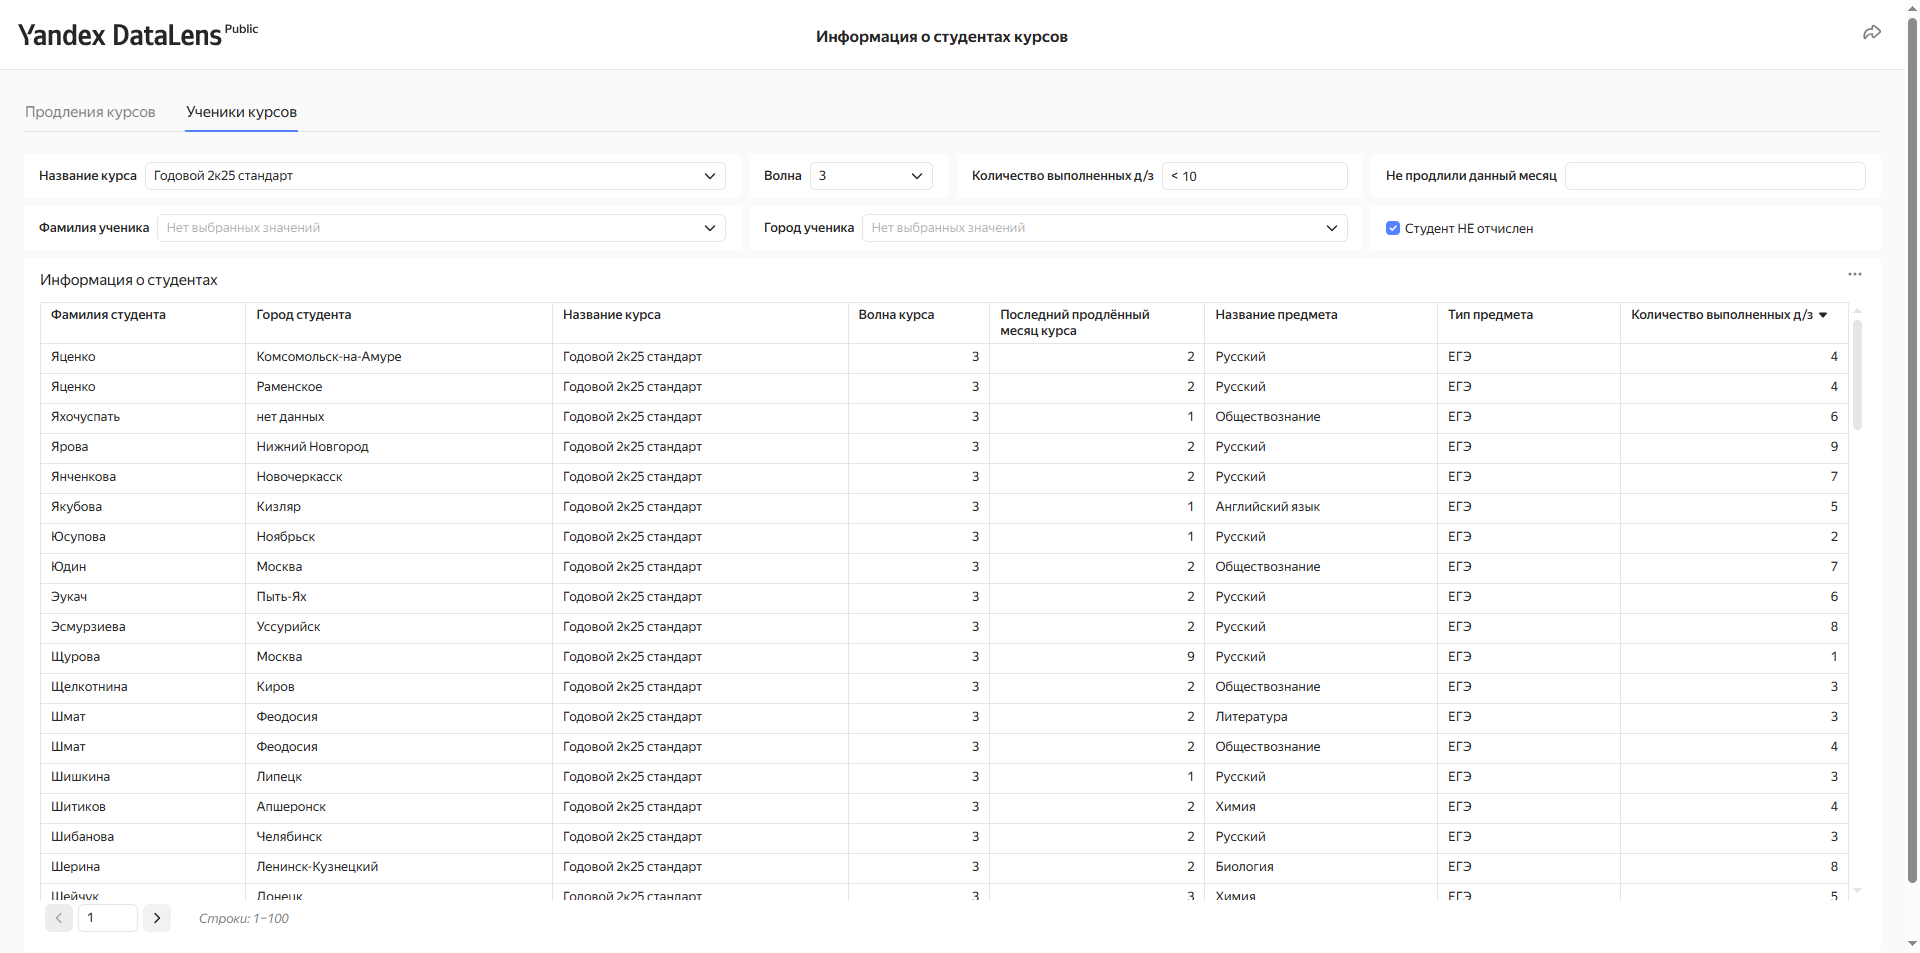 Yandex DataLens Public
Информация о студентах курсов
Продления курсов Ученики курсов
Название курса Годовой 2к25 стандарт Волна 3 Количество выполненных д/з < 10 Не продлили данный месяц
Фамилия ученика Нет выбранных значений Город ученика Нет выбранных значений Студент НЕ отчислен
Информация о студентах
Фамилия студента Город студента Название курса Волна курса Последний продлённый месяц курса Название предмета Тип предмета Количество выполненных д/з
Яценко Комсомольск-на-Амуре Годовой 2к25 стандарт 3 2 Русский ЕГЭ 4
Яценко Раменское Годовой 2к25 стандарт 3 2 Русский ЕГЭ 4
Яхочуспать нет данных Годовой 2к25 стандарт 3 1 Обществознание ЕГЭ 6
Ярова Нижний Новгород Годовой 2к25 стандарт 3 2 Русский ЕГЭ 9
Янченкова Новочеркасск Годовой 2к25 стандарт 3 2 Русский ЕГЭ 7
Якубова Кизляр Годовой 2к25 стандарт 3 1 Английский язык ЕГЭ 5
Юсупова Ноябрьск Годовой 2к25 стандарт 3 1 Русский ЕГЭ 2
Юдин Москва Годовой 2к25 стандарт 3 2 Обществознание ЕГЭ 7
Эукач Пыть-Ях Годовой 2к25 стандарт 3 2 Русский ЕГЭ 6
Эсмурзиева Уссурийск Годовой 2к25 стандарт 3 2 Русский ЕГЭ 8
Щурова Москва Годовой 2к25 стандарт 3 9 Русский ЕГЭ 1
Щелкотнина Киров Годовой 2к25 стандарт 3 2 Обществознание ЕГЭ 3
Шмат Феодосия Годовой 2к25 стандарт 3 2 Литература ЕГЭ 3
Шмат Феодосия Годовой 2к25 стандарт 3 2 Обществознание ЕГЭ 4
Шишкина Липецк Годовой 2к25 стандарт 3 1 Русский ЕГЭ 3
Шитиков Апшеронск Годовой 2к25 стандарт 3 2 Химия ЕГЭ 4
Шибанова Челябинск Годовой 2к25 стандарт 3 2 Русский ЕГЭ 3
Шерина Ленинск-Кузнецкий Годовой 2к25 стандарт 3 2 Биология ЕГЭ 8
Шейчук Донецк Годовой 2к25 стандарт 3 3 Химия ЕГЭ 5
1 Строки: 1–100